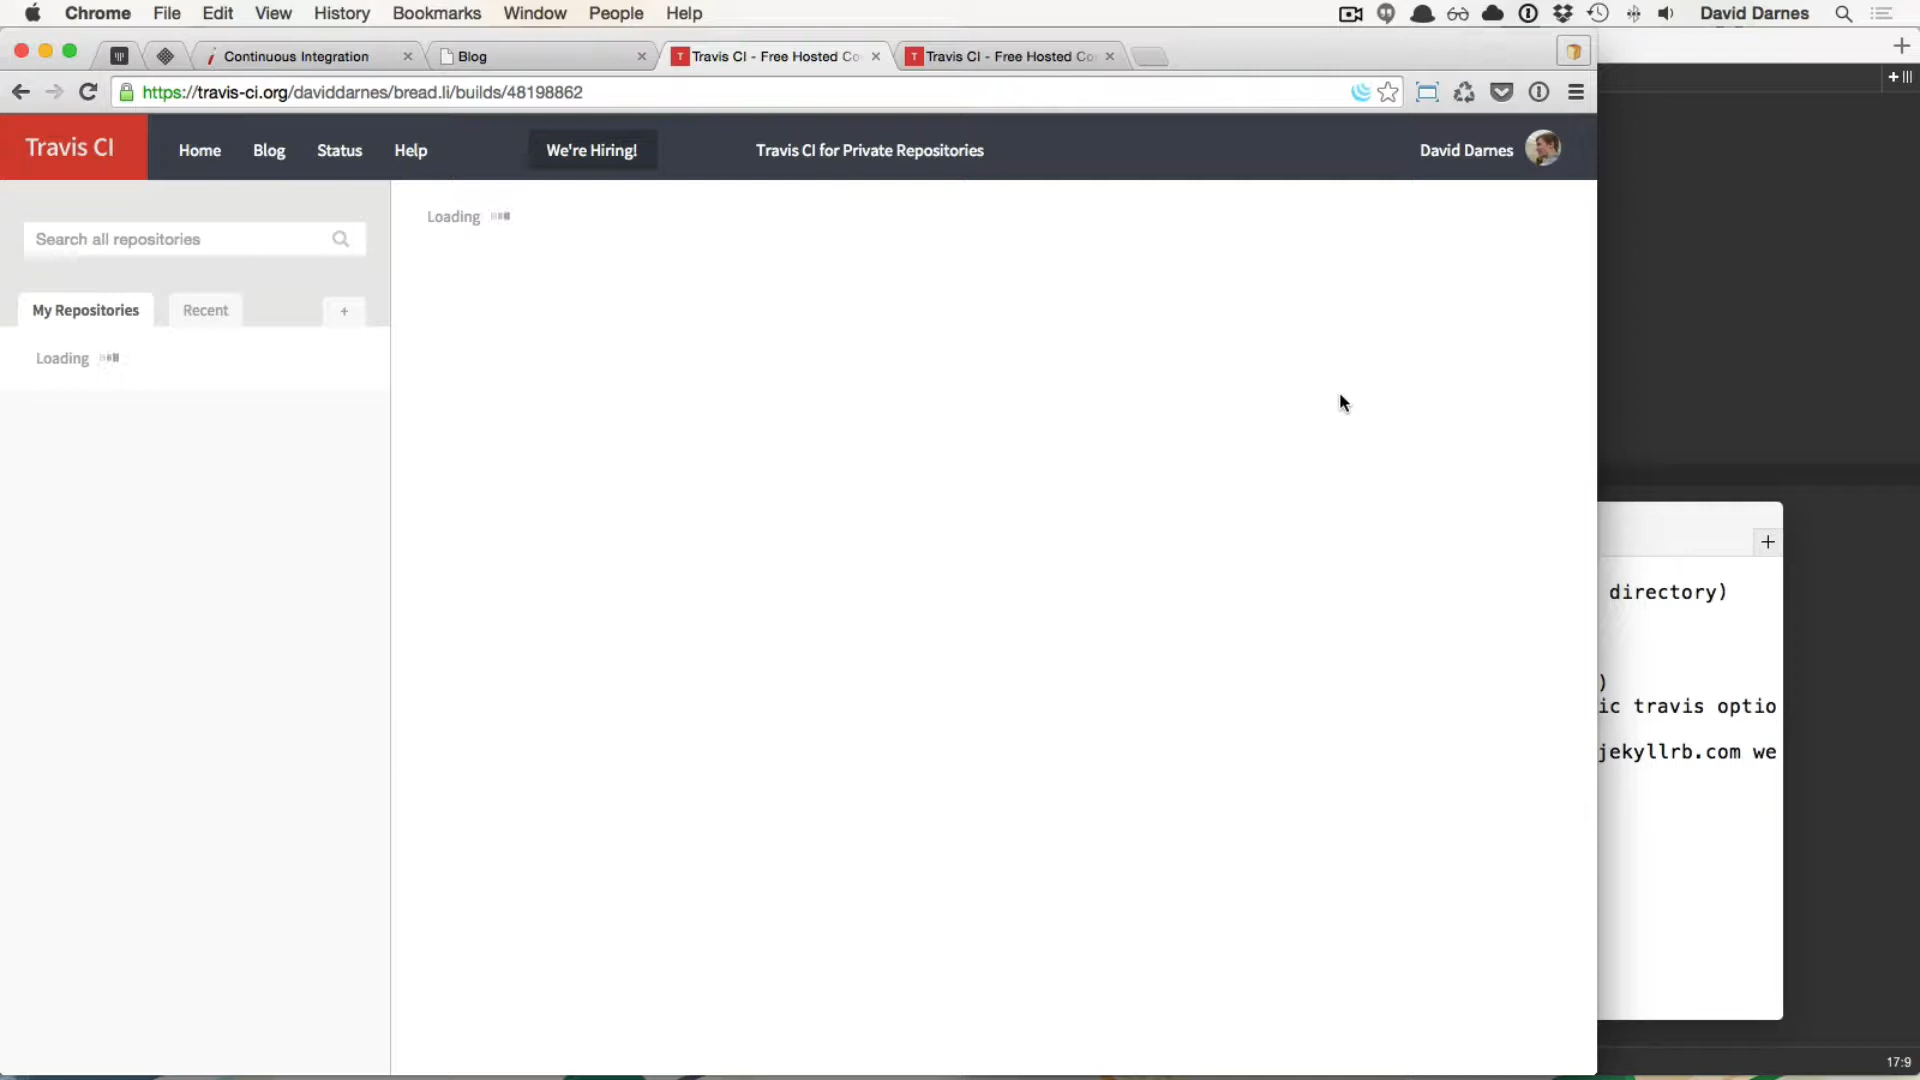 Chrome File Edit View History Bookmarks Window People Help David Darnes
Continuous Integration Blog Travis CI - Free Hosted Co Travis CI - Free Hosted Co
https://travis-ci.org/daviddarnes/bread.li/builds/48198862
Travis CI Home Blog Status Help We're Hiring! Travis CI for Private Repositories David Darnes
Search all repositories
My Repositories Recent +
Loading
Loading
directory)
)
ic travis optio
jekyllrb.com we
17:9